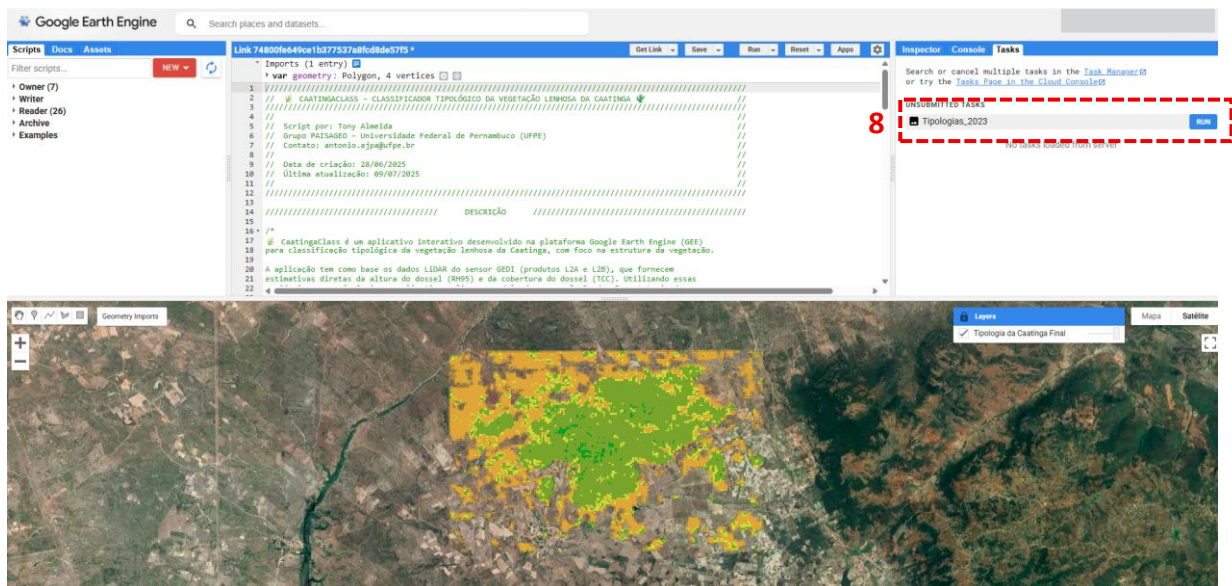 Google Earth Engine
Search places and datasets...
Scripts Docs Assets
Filter scripts...
NEW
Owner (7)
Writer
Reader (26)
Archive
Examples
Link 74800fe649ce1b377537a8fcd8de57f5 *
Get Link
Save
Run
Reset
Apps
Imports (1 entry)
var geometry: Polygon, 4 vertices
1 ////////////////////////////////////////////////////////////////////////////////////////////////////////////
2 // CAATINGACLASS – CLASSIFICADOR TIPOLÓGICO DA VEGETAÇÃO LENHOSA DA CAATINGA //
3 ////////////////////////////////////////////////////////////////////////////////////////////////////////////
4 // //
5 // Script por: Tony Almeida //
6 // Grupo PAISAGEO – Universidade Federal de Pernambuco (UFPE) //
7 // Contato: antonio.ajpa@ufpe.br //
8 // //
9 // Data de criação: 28/06/2025 //
10 // Última atualização: 09/07/2025 //
11 // //
12 ////////////////////////////////////////////////////////////////////////////////////////////////////////////
13
14 /////////////////////////////////////// DESCRIÇÃO ////////////////////////////////////////////////
15
16 /*
17 CaatingaClass é um aplicativo interativo desenvolvido na plataforma Google Earth Engine (GEE)
18 para classificação tipológica da vegetação lenhosa da Caatinga, com foco na estrutura da vegetação.
19
20 A aplicação tem como base os dados LiDAR do sensor GEDI (produtos L2A e L2B), que fornecem
21 estimativas diretas da altura do dossel (RH95) e da cobertura do dossel (TCC). Utilizando essas
22
Inspector Console Tasks
Search or cancel multiple tasks in the Task Manager
or try the Tasks Page in the Cloud Console
UNSUBMITTED TASKS
8
Tipologias_2023
RUN
No tasks loaded from server
Geometry Imports
+
−
Layers
Tipologia da Caatinga Final
Mapa
Satélite